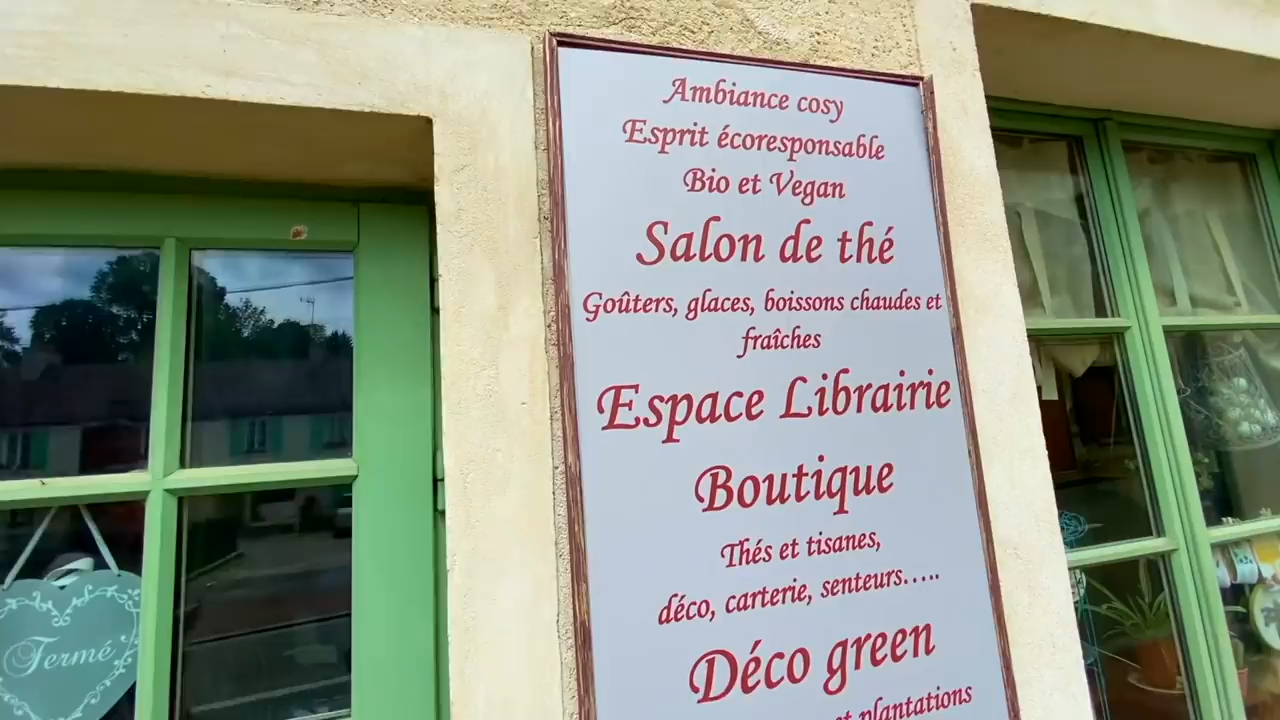 Ambiance cosy
Esprit écoresponsable
Bio et Vegan
Salon de thé
Goûters, glaces, boissons chaudes et
fraîches
Espace Librairie
Boutique
Thés et tisanes,
déco, carterie, senteurs.....
Déco green
et plantations
Fermé